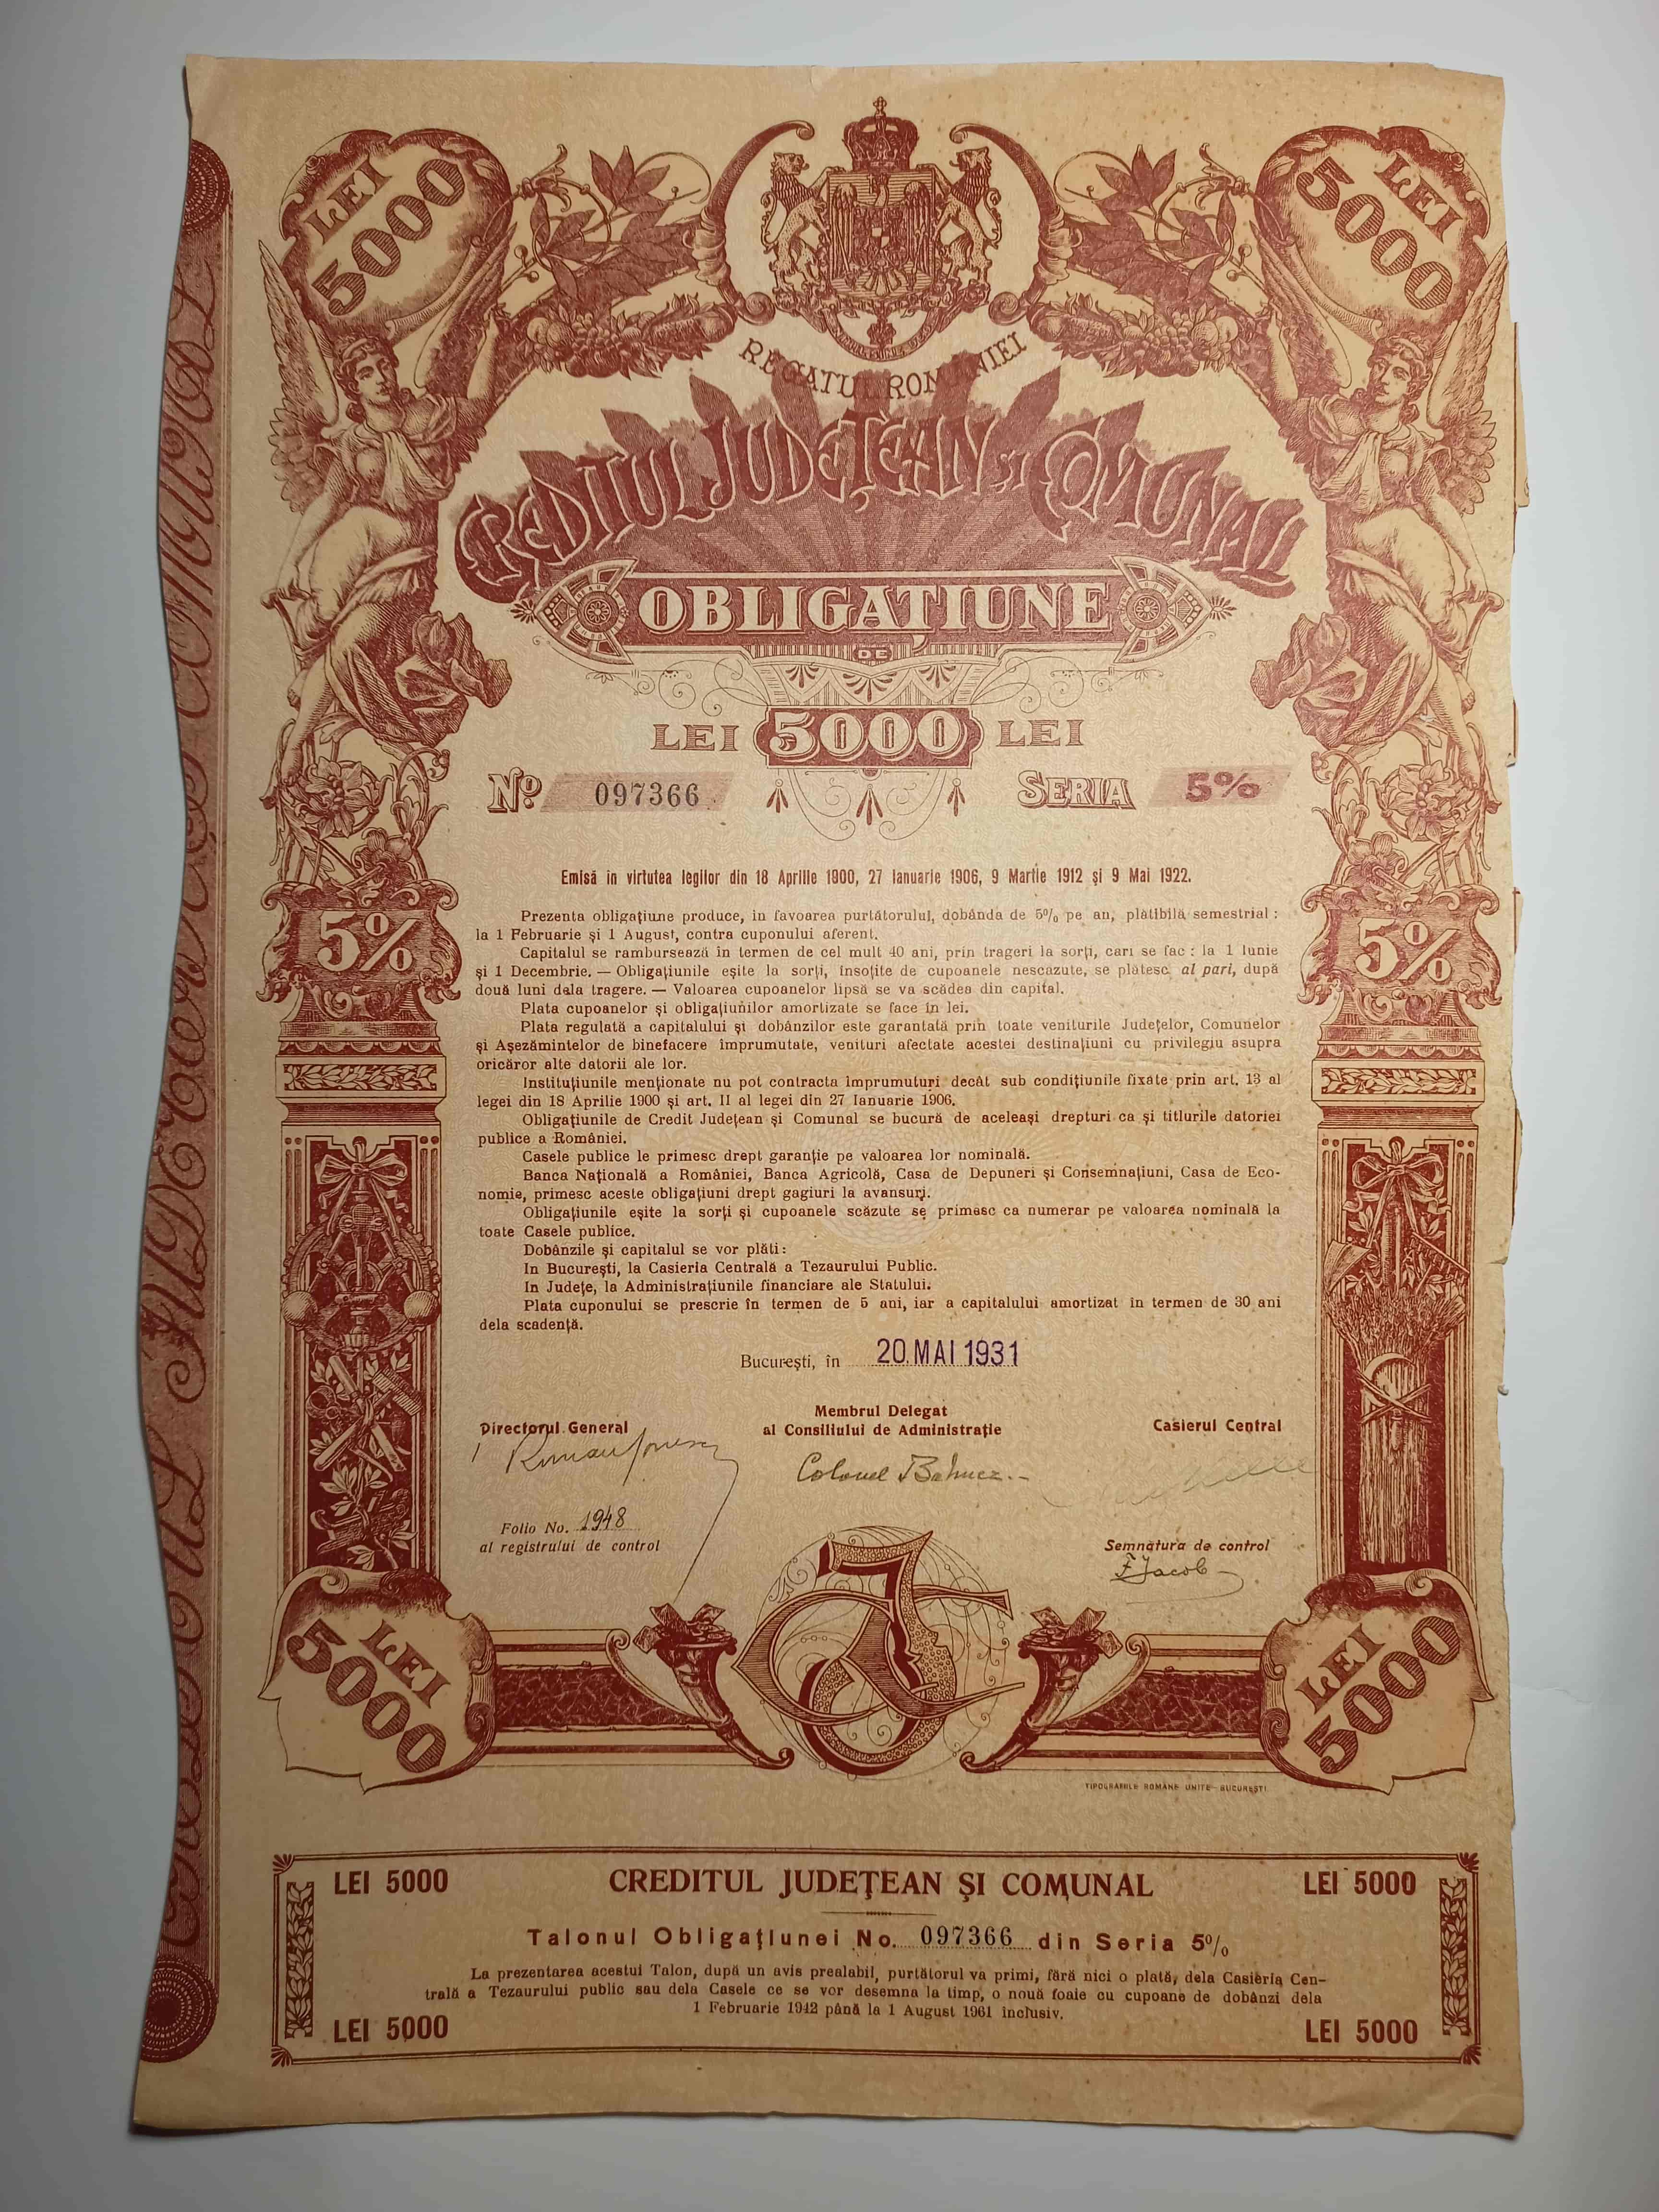 LEI 5000
LEI 5000
REGATUL ROMÂNIEI
CREDITUL JUDEȚEAN ȘI COMUNAL
OBLIGAȚIUNE
DE
LEI 5000 LEI
No 097366 SERIA 5%
5% 5%
Emisă in virtutea legilor din 18 Aprilie 1900, 27 Ianuarie 1906, 9 Martie 1912 și 9 Mai 1922.
Prezenta obligațiune produce, in favoarea purtătorului, dobânda de 5% pe an, plătibilă semestrial :
la 1 Februarie și 1 August, contra cuponului aferent.
Capitalul se rambursează în termen de cel mult 40 ani, prin trageri la sorți, cari se fac : la 1 Iunie
și 1 Decembrie. — Obligațiunile eșite la sorți, însoțite de cupoanele nescazute, se plătesc al pari, după
două luni dela tragere. — Valoarea cupoanelor lipsă se va scădea din capital.
Plata cupoanelor și obligațiunilor amortizate se face în lei.
Plata regulată a capitalului și dobânzilor este garantată prin toate veniturile Județelor, Comunelor
și Așezămintelor de binefacere împrumutate, venituri afectate acestei destinațiuni cu privilegiu asupra
oricăror alte datorii ale lor.
Instituțiunile menționate nu pot contracta împrumuturi decât sub condițiunile fixate prin art. 13 al
legei din 18 Aprilie 1900 și art. II al legei din 27 Ianuarie 1906.
Obligațiunile de Credit Județean și Comunal se bucură de aceleași drepturi ca și titlurile datoriei
publice a României.
Casele publice le primesc drept garanție pe valoarea lor nominală.
Banca Națională a României, Banca Agricolă, Casa de Depuneri și Consemnațiuni, Casa de Eco-
nomie, primesc aceste obligațiuni drept gagiuri la avansuri.
Obligațiunile eșite la sorți și cupoanele scăzute se primesc ca numerar pe valoarea nominală la
toate Casele publice.
Dobânzile și capitalul se vor plăti:
In București, la Casieria Centrală a Tezaurului Public.
In Județe, la Administrațiunile financiare ale Statului.
Plata cuponului se prescrie în termen de 5 ani, iar a capitalului amortizat in termen de 30 ani
dela scadență.
București, în 20.MAI 1931
Directorul General
Membrul Delegat
al Consiliului de Administrație
Casierul Central
Colonel
Folio No. 1948
al registrului de control
Semnătura de control
F Jacob
LEI 5000
LEI 5000
TIPOGRAFIILE ROMÂNE UNITE - BUCUREȘTI
LEI 5000 CREDITUL JUDEȚEAN ȘI COMUNAL LEI 5000
Talonul Obligațiunei No. 097366 din Seria 5%
La prezentarea acestui Talon, după un avis prealabil, purtătorul va primi, fără nici o plată, dela Casieria Cen-
trală a Tezaurului public sau dela Casele ce se vor desemna la timp, o nouă foaie cu cupoane de dobânzi dela
1 Februarie 1942 până la 1 August 1961 inclusiv.
LEI 5000 LEI 5000